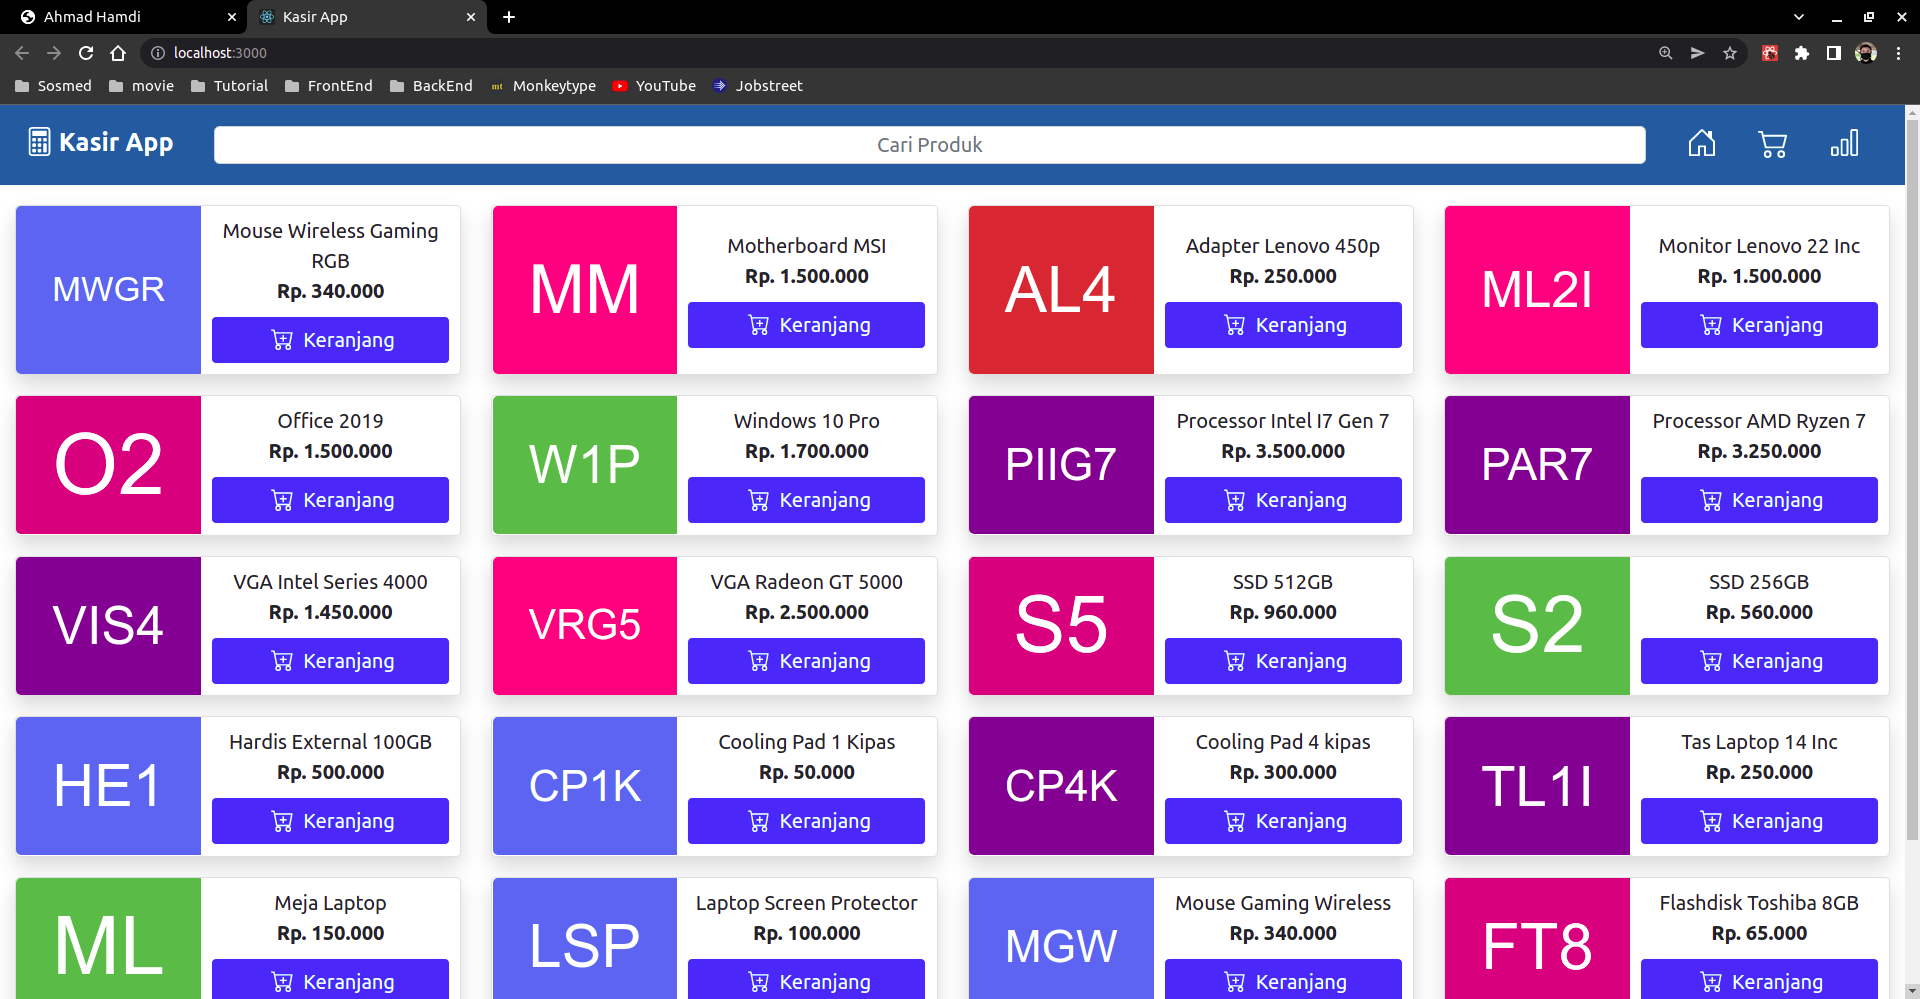 Ahmad Hamdi
Kasir App
localhost:3000
Sosmed
movie
Tutorial
FrontEnd
BackEnd
mt
Monkeytype
YouTube
Jobstreet
Kasir App
Cari Produk
MWGR
Mouse Wireless Gaming
RGB
Rp. 340.000
Keranjang
MM
Motherboard MSI
Rp. 1.500.000
Keranjang
AL4
Adapter Lenovo 450p
Rp. 250.000
Keranjang
ML2I
Monitor Lenovo 22 Inc
Rp. 1.500.000
Keranjang
O2
Office 2019
Rp. 1.500.000
Keranjang
W1P
Windows 10 Pro
Rp. 1.700.000
Keranjang
PIIG7
Processor Intel I7 Gen 7
Rp. 3.500.000
Keranjang
PAR7
Processor AMD Ryzen 7
Rp. 3.250.000
Keranjang
VIS4
VGA Intel Series 4000
Rp. 1.450.000
Keranjang
VRG5
VGA Radeon GT 5000
Rp. 2.500.000
Keranjang
S5
SSD 512GB
Rp. 960.000
Keranjang
S2
SSD 256GB
Rp. 560.000
Keranjang
HE1
Hardis External 100GB
Rp. 500.000
Keranjang
CP1K
Cooling Pad 1 Kipas
Rp. 50.000
Keranjang
CP4K
Cooling Pad 4 kipas
Rp. 300.000
Keranjang
TL1I
Tas Laptop 14 Inc
Rp. 250.000
Keranjang
ML
Meja Laptop
Rp. 150.000
Keranjang
LSP
Laptop Screen Protector
Rp. 100.000
Keranjang
MGW
Mouse Gaming Wireless
Rp. 340.000
Keranjang
FT8
Flashdisk Toshiba 8GB
Rp. 65.000
Keranjang